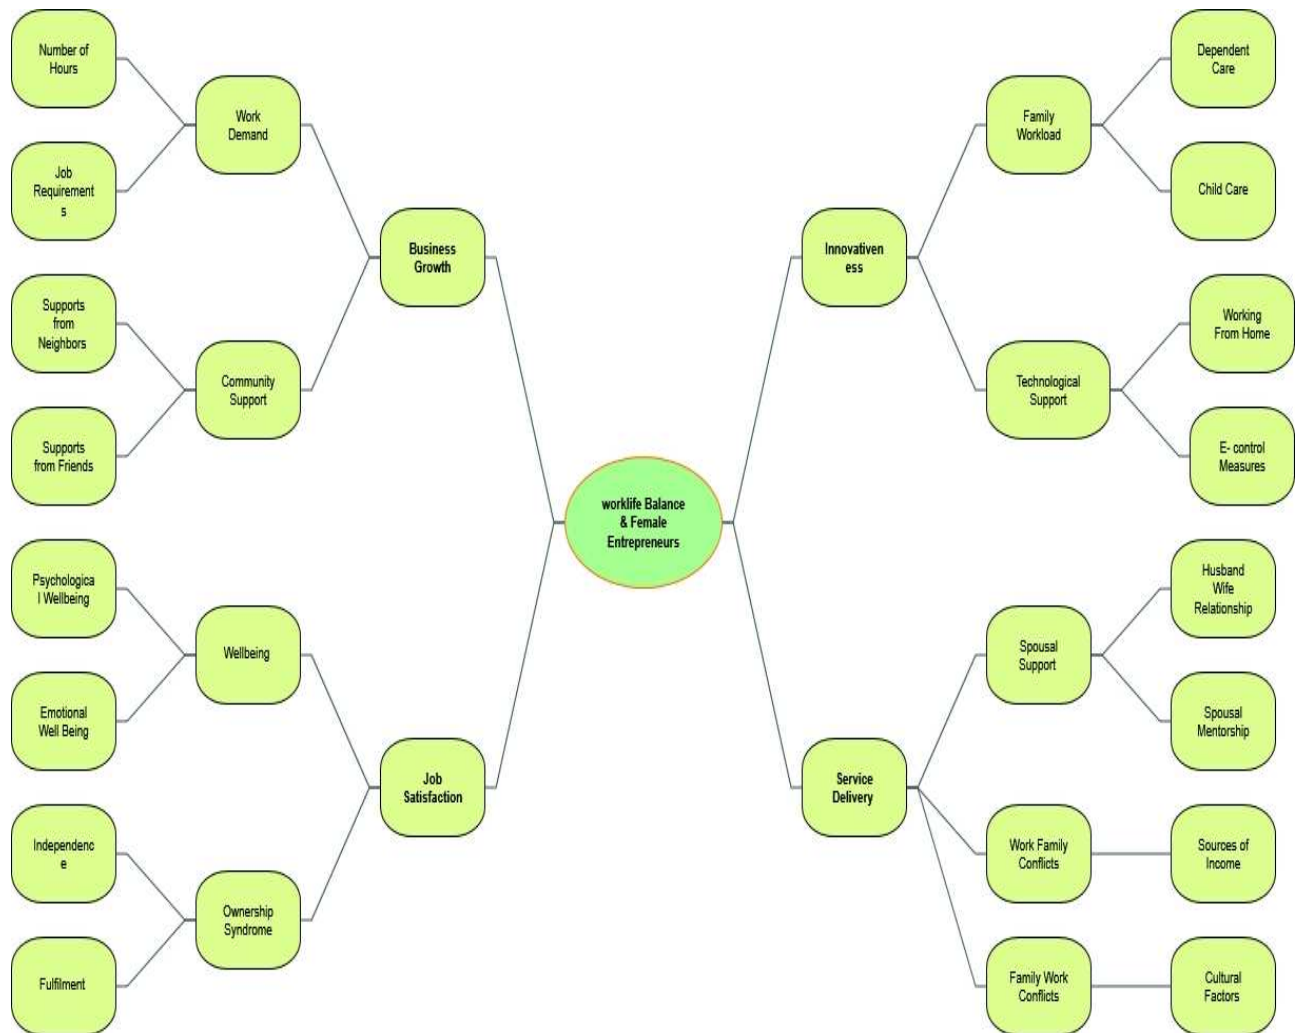 Number of
Hours
Work
Demand
Job
Requirement
s
Business
Growth
Supports
from
Neighbors
Community
Support
Supports
from Friends
Psychologica
l Wellbeing
Wellbeing
Emotional
Well Being
Job
Satisfaction
Independenc
e
Ownership
Syndrome
Fulfilment
worklife Balance
& Female
Entrepreneurs
Dependent
Care
Family
Workload
Child Care
Innovativen
ess
Working
From Home
Technological
Support
E- control
Measures
Husband
Wife
Relationship
Spousal
Support
Spousal
Mentorship
Service
Delivery
Work Family
Conflicts
Sources of
Income
Family Work
Conflicts
Cultural
Factors